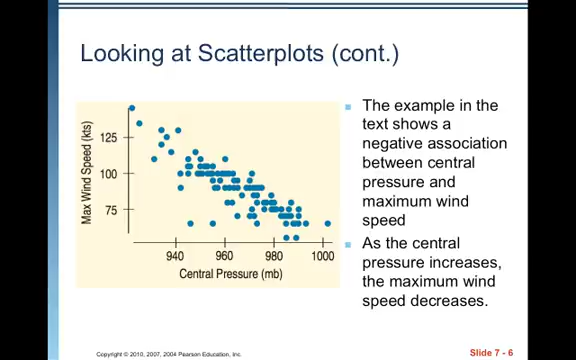 Looking at Scatterplots (cont.)
Max Wind Speed (kts)
125
100
75
940
960
980
1000
Central Pressure (mb)
The example in the
text shows a
negative association
between central
pressure and
maximum wind
speed
As the central
pressure increases,
the maximum wind
speed decreases.
Copyright © 2010, 2007, 2004 Pearson Education, Inc.
Slide 7 - 6